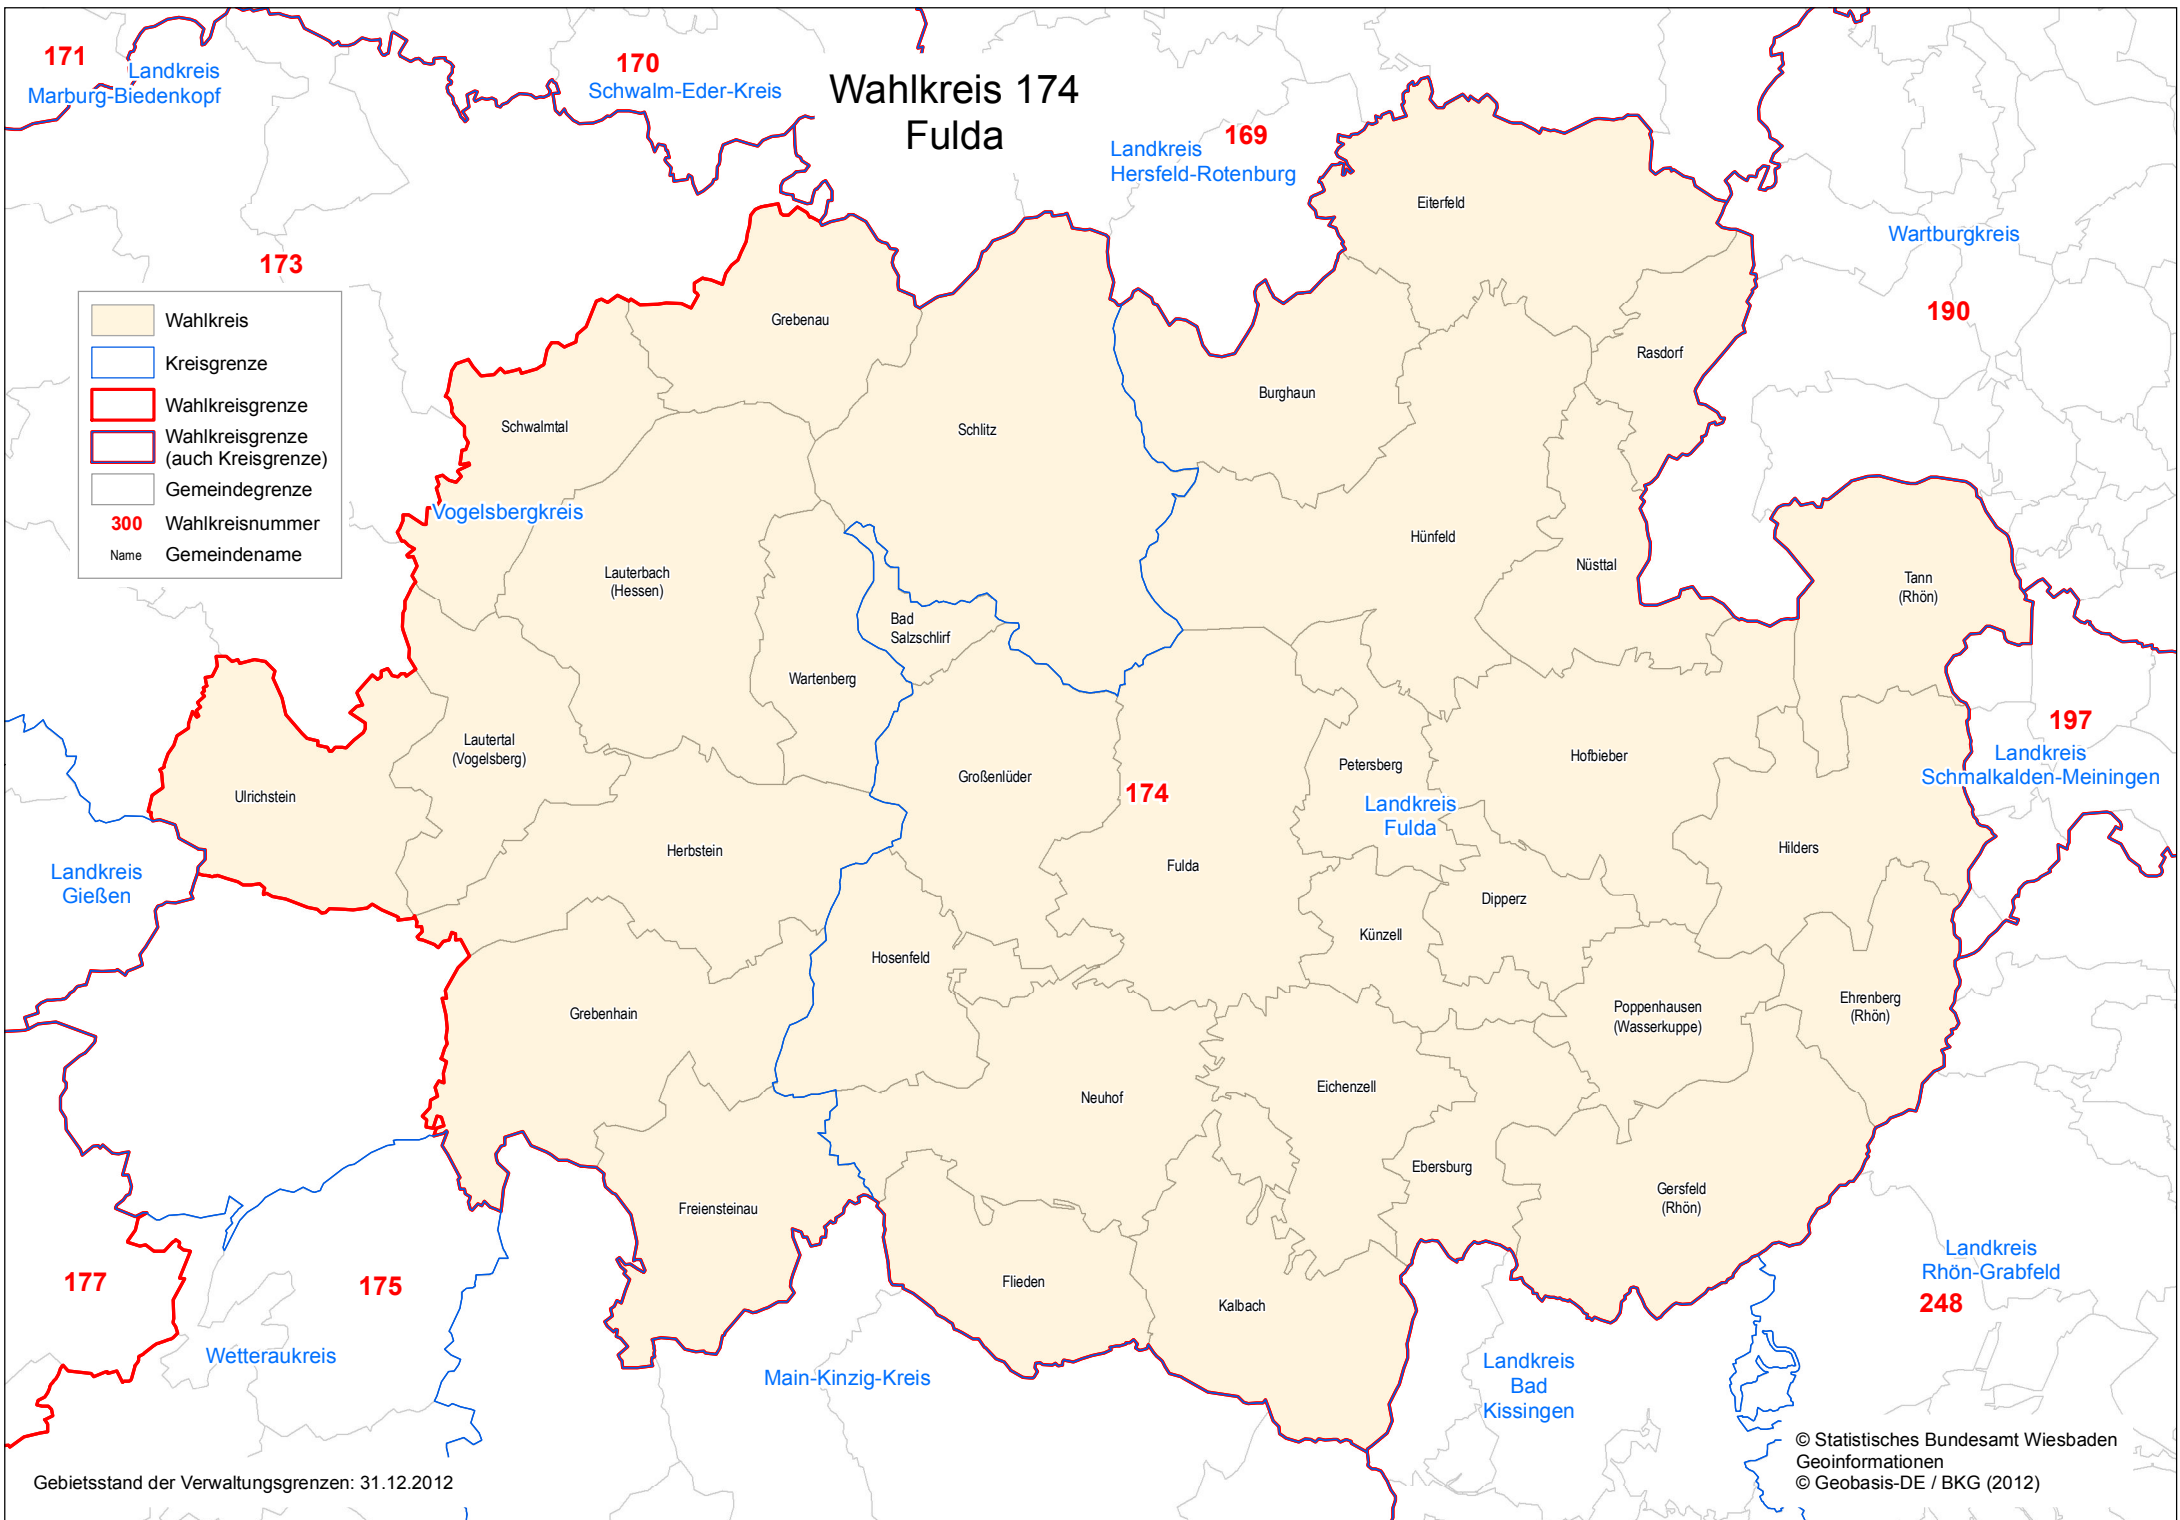 Wahlkreis 174
Fulda
171
Landkreis
Marburg-Biedenkopf
170
Schwalm-Eder-Kreis
169
Landkreis
Hersfeld-Rotenburg
173
Wartburgkreis
190
Wahlkreis
Kreisgrenze
Wahlkreisgrenze
Wahlkreisgrenze
(auch Kreisgrenze)
Gemeindegrenze
300 Wahlkreisnummer
Name Gemeindename
Eiterfeld
Grebenau
Rasdorf
Burghaun
Schwalmtal
Schlitz
Vogelsbergkreis
Hünfeld
Nüsttal
Lauterbach
(Hessen)
Tann
(Rhön)
Bad
Salzschlirf
Wartenberg
197
Landkreis
Schmalkalden-Meiningen
Lautertal
(Vogelsberg)
Hofbieber
Petersberg
Großenlüder
174
Landkreis
Fulda
Ulrichstein
Herbstein
Hilders
Fulda
Landkreis
Gießen
Dipperz
Künzell
Hosenfeld
Grebenhain
Poppenhausen
(Wasserkuppe)
Ehrenberg
(Rhön)
Eichenzell
Neuhof
Ebersburg
Gersfeld
(Rhön)
Freiensteinau
Flieden
Kalbach
177
175
Wetteraukreis
Main-Kinzig-Kreis
Landkreis
Bad
Kissingen
Landkreis
Rhön-Grabfeld
248
Gebietsstand der Verwaltungsgrenzen: 31.12.2012
© Statistisches Bundesamt Wiesbaden
Geoinformationen
© Geobasis-DE / BKG (2012)